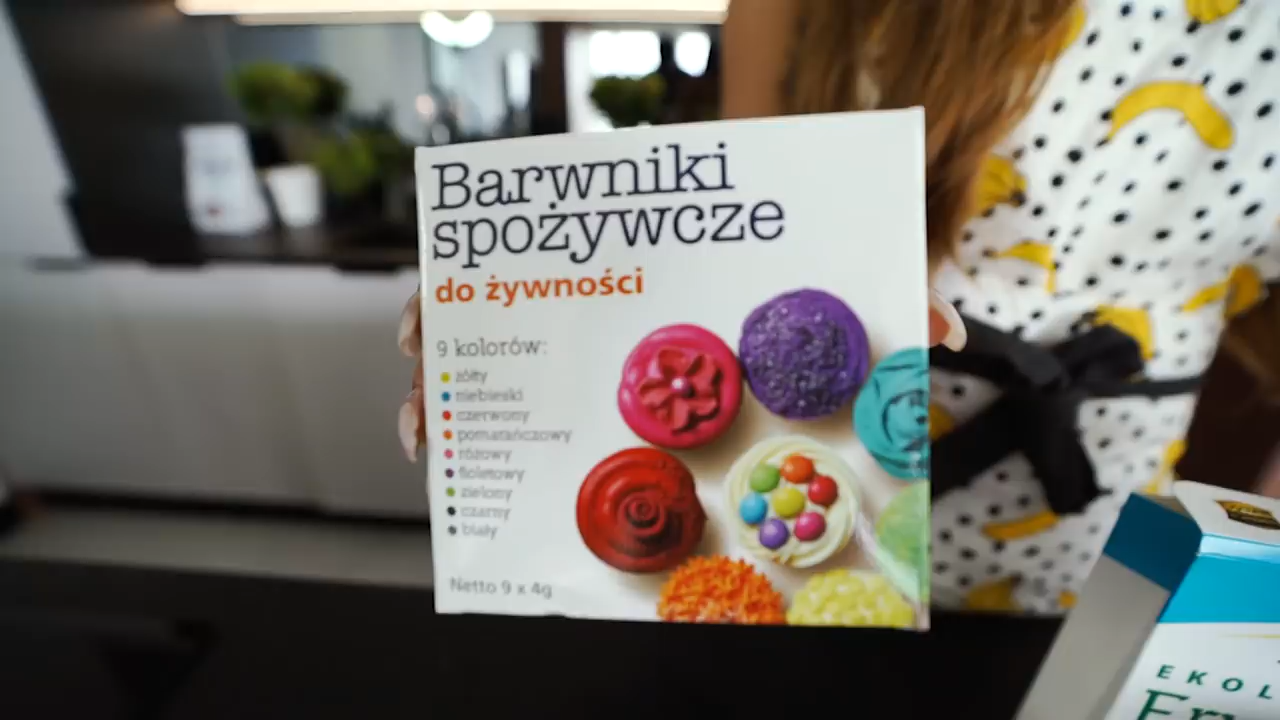 Barwniki
spożywcze
do żywności
9 kolorów:
żółty
niebieski
czerwony
pomarańczowy
różowy
fioletowy
zielony
czarny
biały
Netto 9 x 4g
EKOL